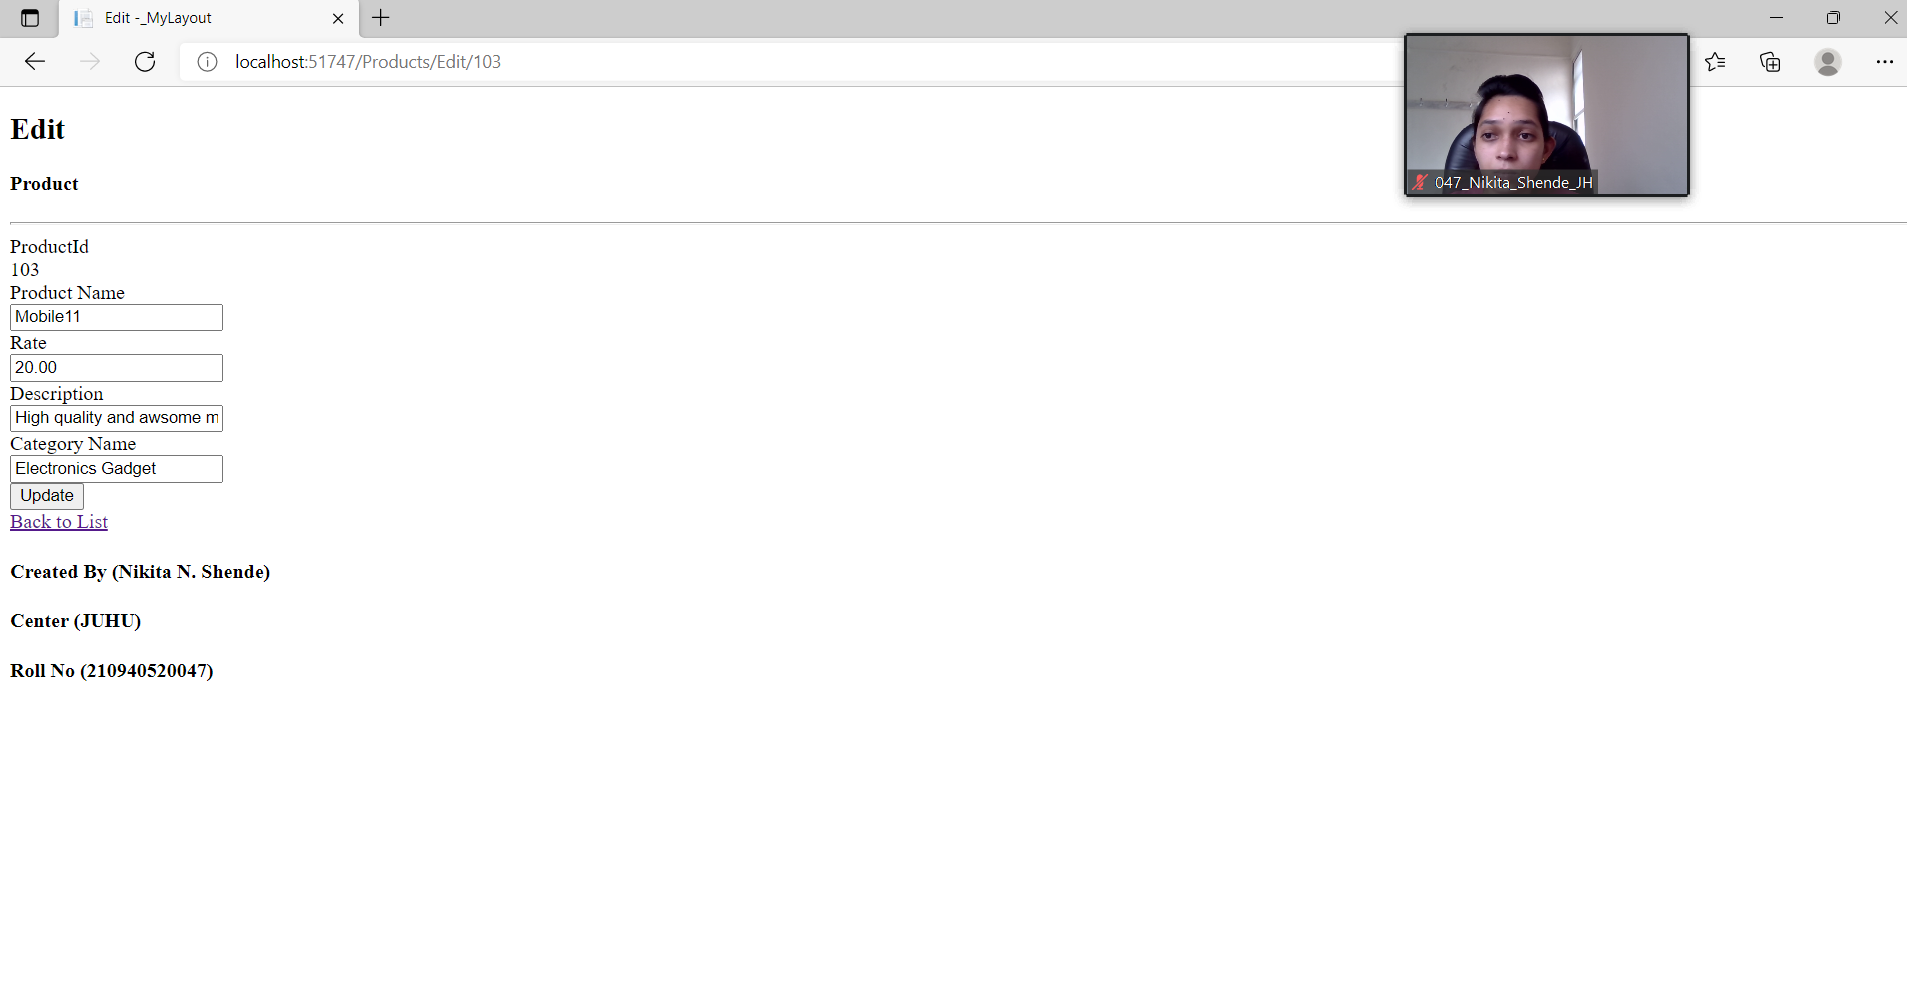 Edit -_MyLayout
localhost:51747/Products/Edit/103
047_Nikita_Shende_JH
Edit
Product
ProductId
103
Product Name
Mobile11
Rate
20.00
Description
High quality and awsome m
Category Name
Electronics Gadget
Update
Back to List
Created By (Nikita N. Shende)
Center (JUHU)
Roll No (210940520047)